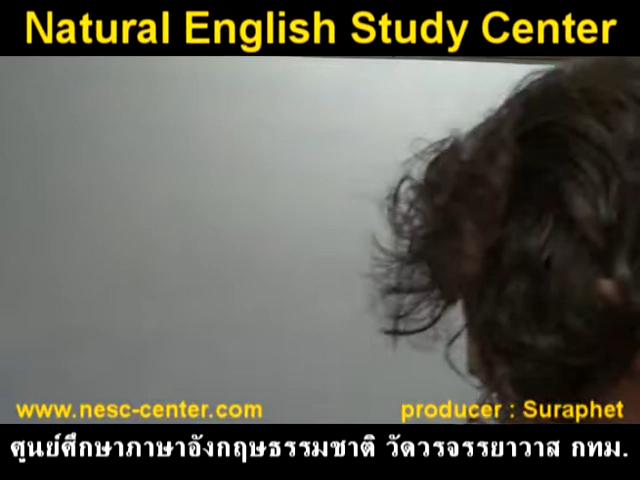 Natural English Study Center
www.nesc-center.com
producer : Suraphet
ศูนย์ศึกษาภาษาอังกฤษธรรมชาติ วัดวรจรรยาวาส กทม.